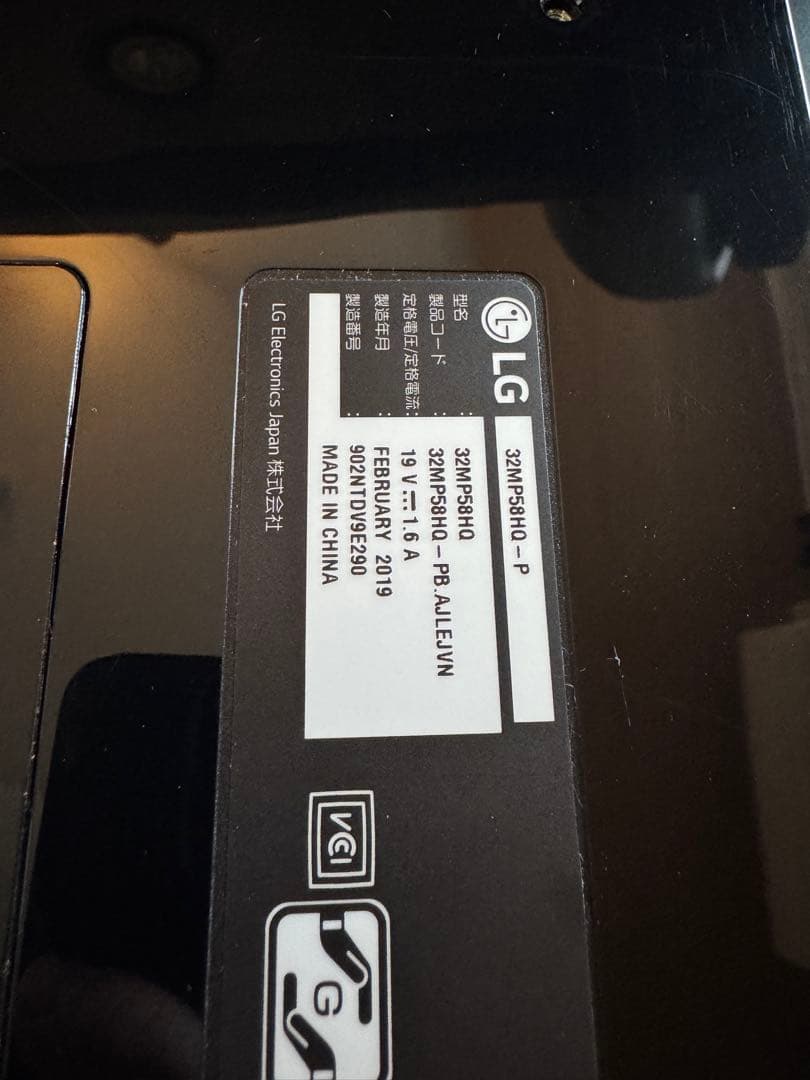 LG
32MP58HQ-P
型名 : 32MP58HQ
製品コード : 32MP58HQ-PB.AJLEJVN
定格電圧/定格電流: 19 V⎓1.6 A
製造年月 : FEBRUARY 2019
製造番号 : 902NTDV9E290
MADE IN CHINA
LG Electronics Japan 株式会社
VCI
G